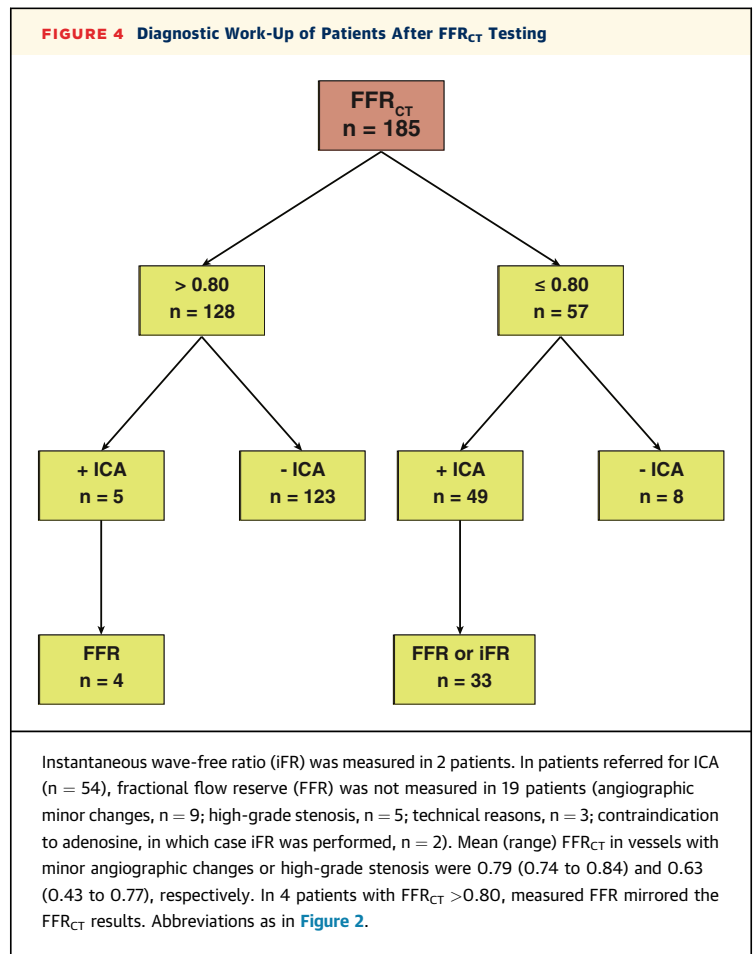 FIGURE 4 Diagnostic Work-Up of Patients After FFRCT Testing
FFRCT
n = 185
> 0.80
n = 128
≤ 0.80
n = 57
+ ICA
n = 5
- ICA
n = 123
+ ICA
n = 49
- ICA
n = 8
FFR
n = 4
FFR or iFR
n = 33
Instantaneous wave-free ratio (iFR) was measured in 2 patients. In patients referred for ICA
(n = 54), fractional flow reserve (FFR) was not measured in 19 patients (angiographic
minor changes, n = 9; high-grade stenosis, n = 5; technical reasons, n = 3; contraindication
to adenosine, in which case iFR was performed, n = 2). Mean (range) FFRCT in vessels with
minor angiographic changes or high-grade stenosis were 0.79 (0.74 to 0.84) and 0.63
(0.43 to 0.77), respectively. In 4 patients with FFRCT >0.80, measured FFR mirrored the
FFRCT results. Abbreviations as in Figure 2.